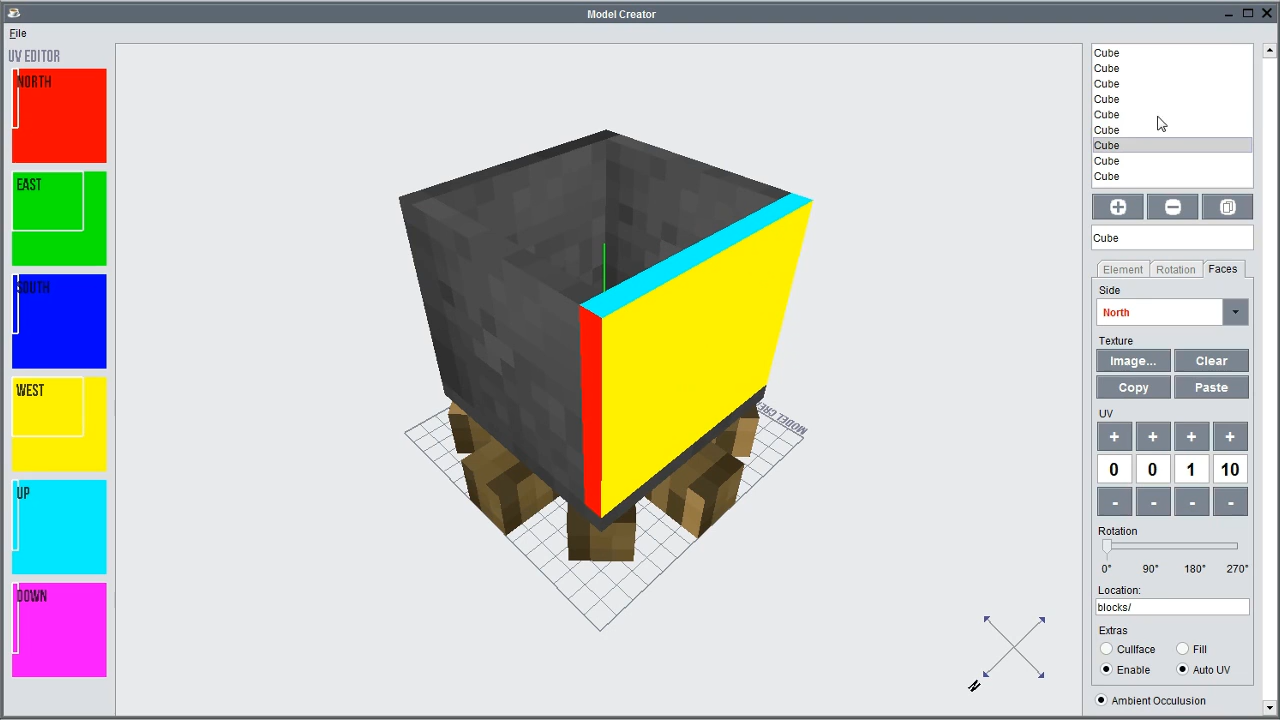 Model Creator
File
UV EDITOR
NORTH
EAST
SOUTH
WEST
UP
DOWN
MODEL CRE
N
Cube
Cube
Cube
Cube
Cube
Cube
Cube
Cube
Cube
Cube
Element Rotation Faces
Side
North
Texture
Image... Clear
Copy Paste
UV
+ + + +
0 0 1 10
- - - -
Rotation
0° 90° 180° 270°
Location:
blocks/
Extras
Cullface Fill
Enable Auto UV
Ambient Occulusion